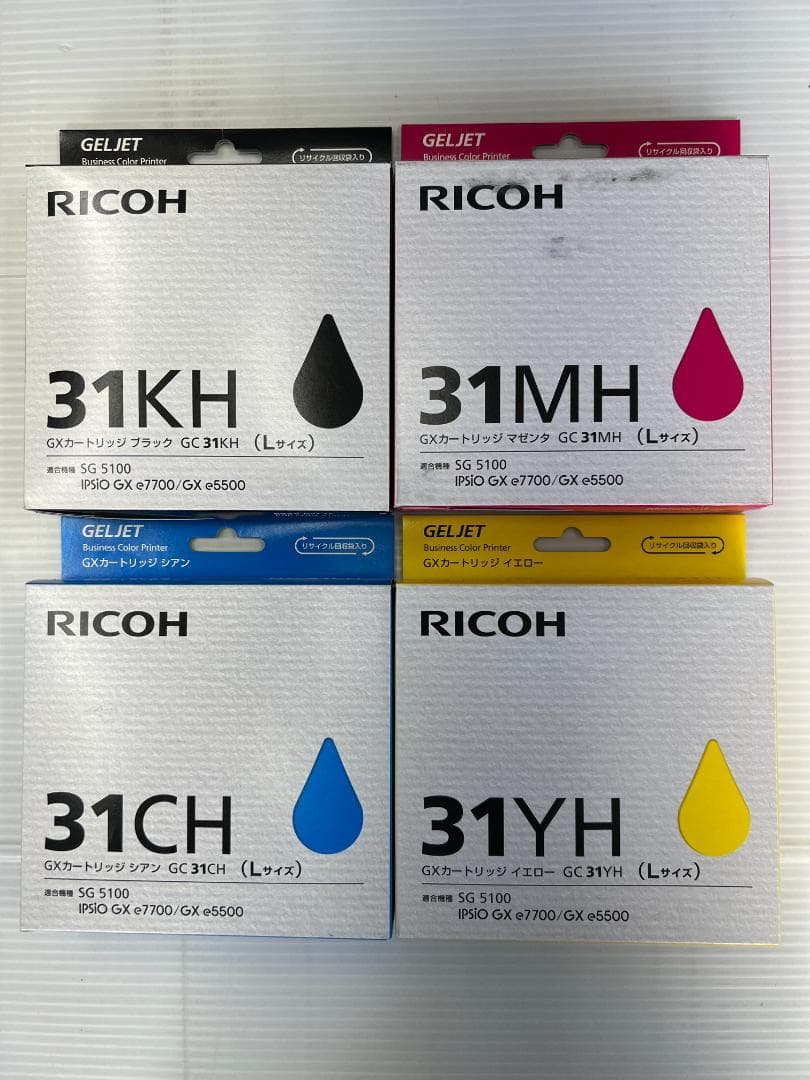 GELJET
Business Color Printer
リサイクル回収袋入り
RICOH
31KH
GXカートリッジ ブラック GC 31KH (Lサイズ)
適合機種 SG 5100
IPSiO GX e7700/GX e5500
GELJET
Business Color Printer
リサイクル回収袋入り
RICOH
31MH
GXカートリッジ マゼンタ GC 31MH (Lサイズ)
適合機種 SG 5100
IPSiO GX e7700/GX e5500
GELJET
Business Color Printer
GXカートリッジ シアン
リサイクル回収袋入り
RICOH
31CH
GXカートリッジ シアン GC 31CH (Lサイズ)
適合機種 SG 5100
IPSiO GX e7700/GX e5500
GELJET
Business Color Printer
GXカートリッジ イエロー
リサイクル回収袋入り
RICOH
31YH
GXカートリッジ イエロー GC 31YH (Lサイズ)
適合機種 SG 5100
IPSiO GX e7700/GX e5500